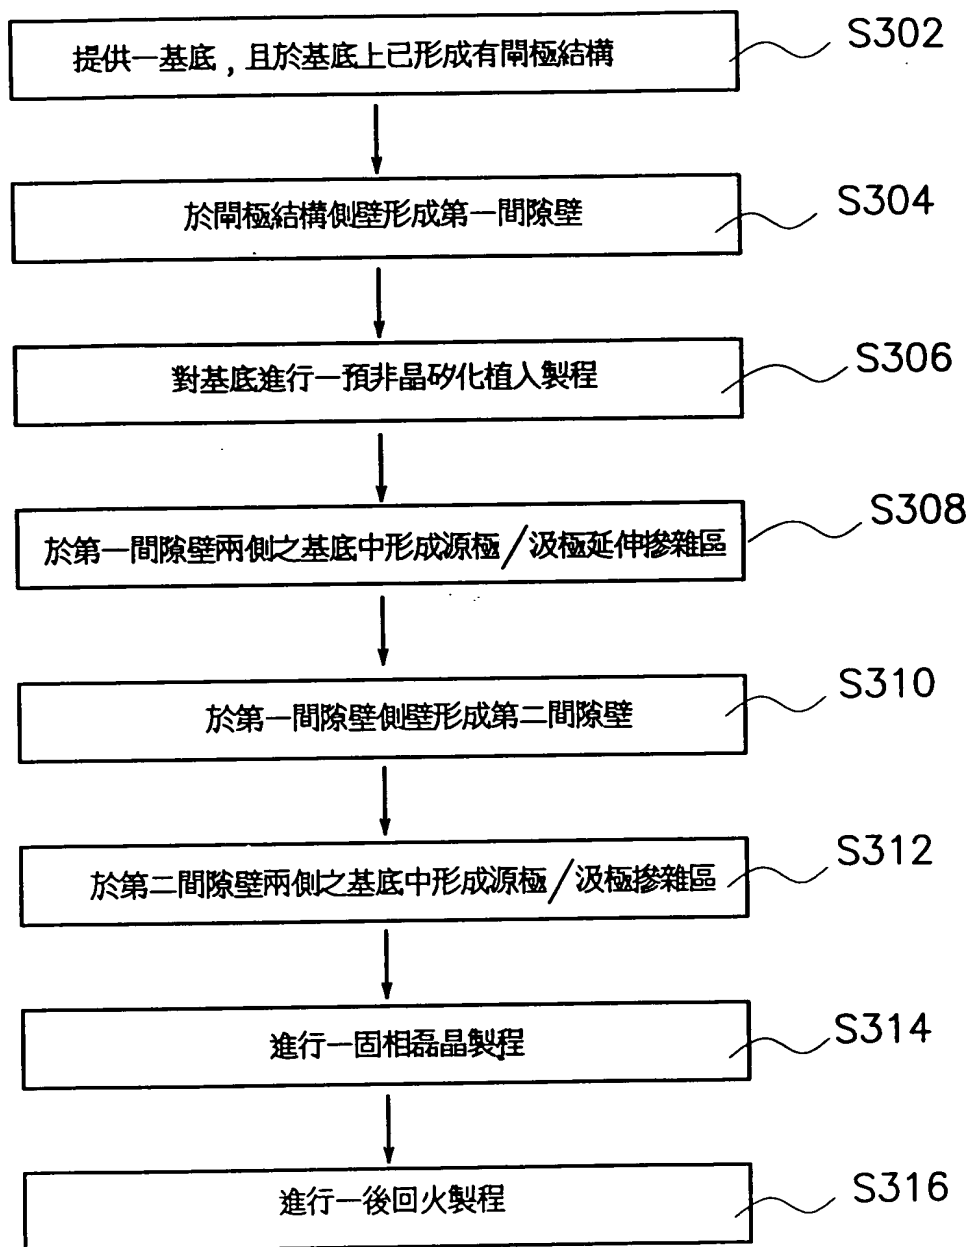 提供一基底，且於基底上已形成有閘極結構 S302
於閘極結構側壁形成第一間隙壁 S304
對基底進行一預非晶矽化植入製程 S306
於第一間隙壁兩側之基底中形成源極/汲極延伸摻雜區 S308
於第一間隙壁側壁形成第二間隙壁 S310
於第二間隙壁兩側之基底中形成源極/汲極摻雜區 S312
進行一固相磊晶製程 S314
進行一後回火製程 S316